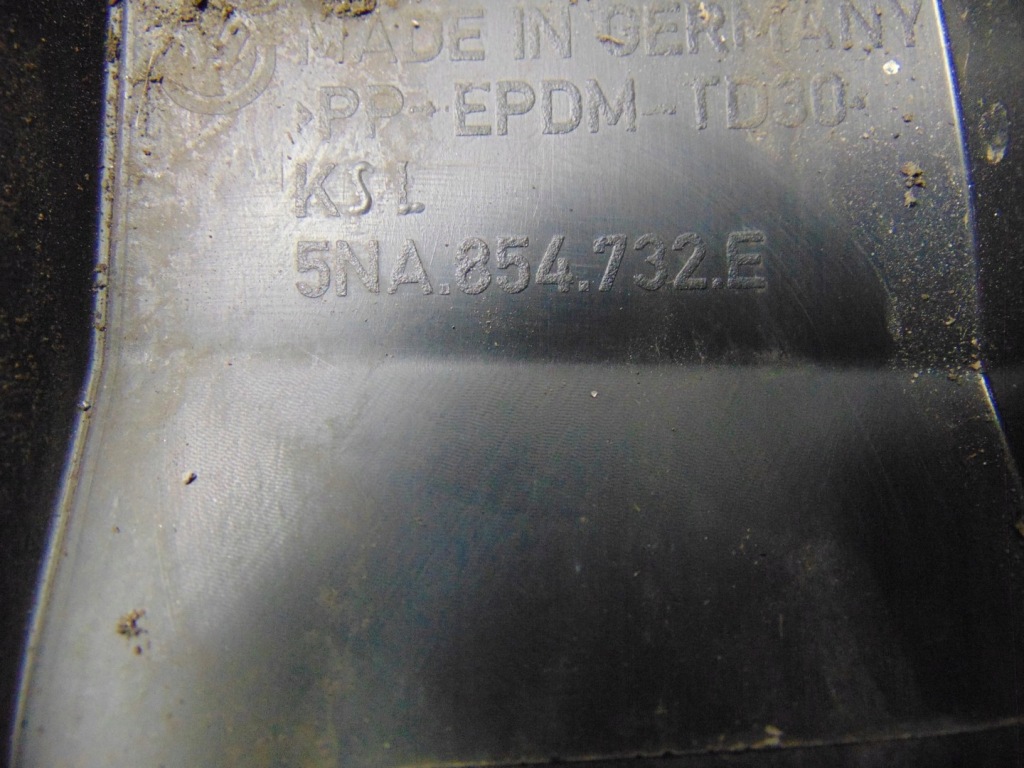 MADE IN GERMANY
>PP+EPDM-TD30<
KSL
5NA.854.732.E